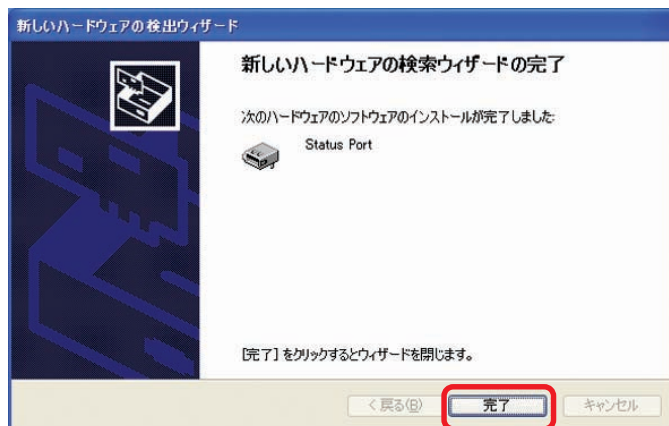 新しいハードウェアの検出ウィザード
新しいハードウェアの検索ウィザードの完了
次のハードウェアのソフトウェアのインストールが完了しました:
Status Port
[完了] をクリックするとウィザードを閉じます。
< 戻る(B)
完了
キャンセル